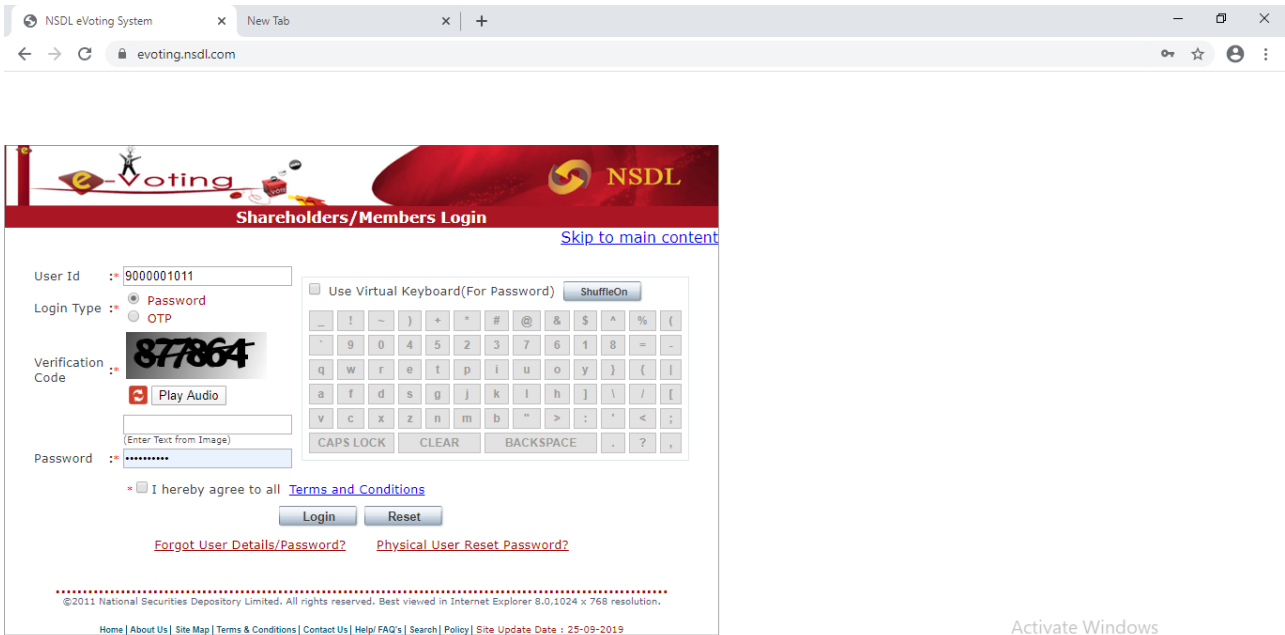 NSDL eVoting System
New Tab
evoting.nsdl.com
e-Voting
VOTE
NSDL
Shareholders/Members Login
Skip to main content
User Id :* 9000001011
Login Type :* Password
OTP
Use Virtual Keyboard(For Password) ShuffleOn
_ ! ~ ) + * # @ & $ ^ % (
` 9 0 4 5 2 3 7 6 1 8 = -
q w r e t p i u o y } { |
a f d s g j k l h ] \ / [
v c x z n m b " > : ' < ;
CAPS LOCK CLEAR BACKSPACE . ? ,
Verification Code :* 877864
Play Audio
(Enter Text from Image)
Password :* ••••••••••
* I hereby agree to all Terms and Conditions
Login Reset
Forgot User Details/Password? Physical User Reset Password?
©2011 National Securities Depository Limited. All rights reserved. Best viewed in Internet Explorer 8.0,1024 x 768 resolution.
Home | About Us | Site Map | Terms & Conditions | Contact Us | Help/ FAQ's | Search | Policy | Site Update Date : 25-09-2019
Activate Windows